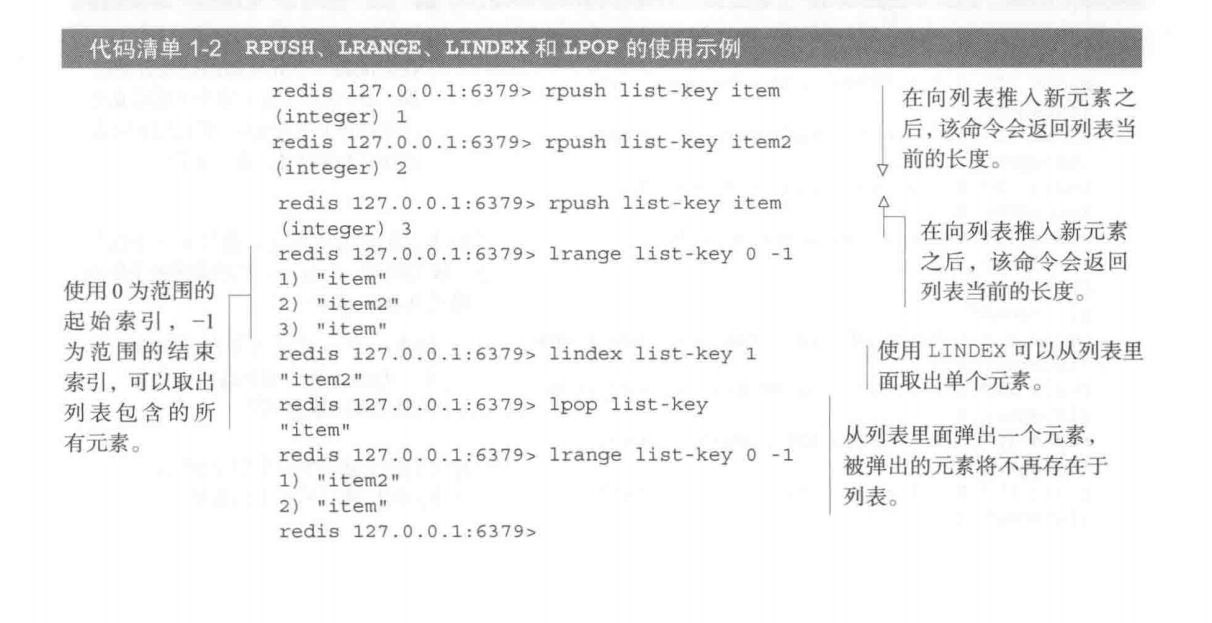 代码清单 1-2 RPUSH、LRANGE、LINDEX 和 LPOP 的使用示例
redis 127.0.0.1:6379> rpush list-key item
(integer) 1
redis 127.0.0.1:6379> rpush list-key item2
(integer) 2
在向列表推入新元素之
后，该命令会返回列表当
前的长度。
redis 127.0.0.1:6379> rpush list-key item
(integer) 3
redis 127.0.0.1:6379> lrange list-key 0 -1
1) "item"
2) "item2"
3) "item"
在向列表推入新元素
之后，该命令会返回
列表当前的长度。
使用 0 为范围的
起始索引，-1
为范围的结束
索引，可以取出
列表包含的所
有元素。
redis 127.0.0.1:6379> lindex list-key 1
"item2"
使用 LINDEX 可以从列表里
面取出单个元素。
redis 127.0.0.1:6379> lpop list-key
"item"
redis 127.0.0.1:6379> lrange list-key 0 -1
1) "item2"
2) "item"
redis 127.0.0.1:6379>
从列表里面弹出一个元素，
被弹出的元素将不再存在于
列表。